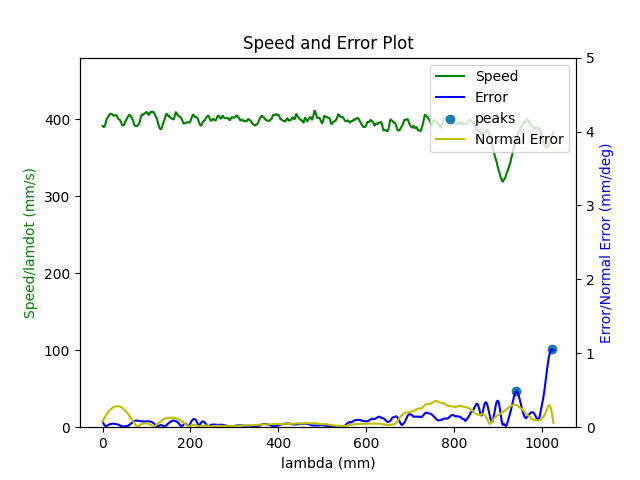 Speed and Error Plot
Speed
Error
peaks
Normal Error
400
300
200
100
0
5
4
3
2
1
0
0 200 400 600 800 1000
lambda (mm)
Speed/lamdot (mm/s)
Error/Normal Error (mm/deg)